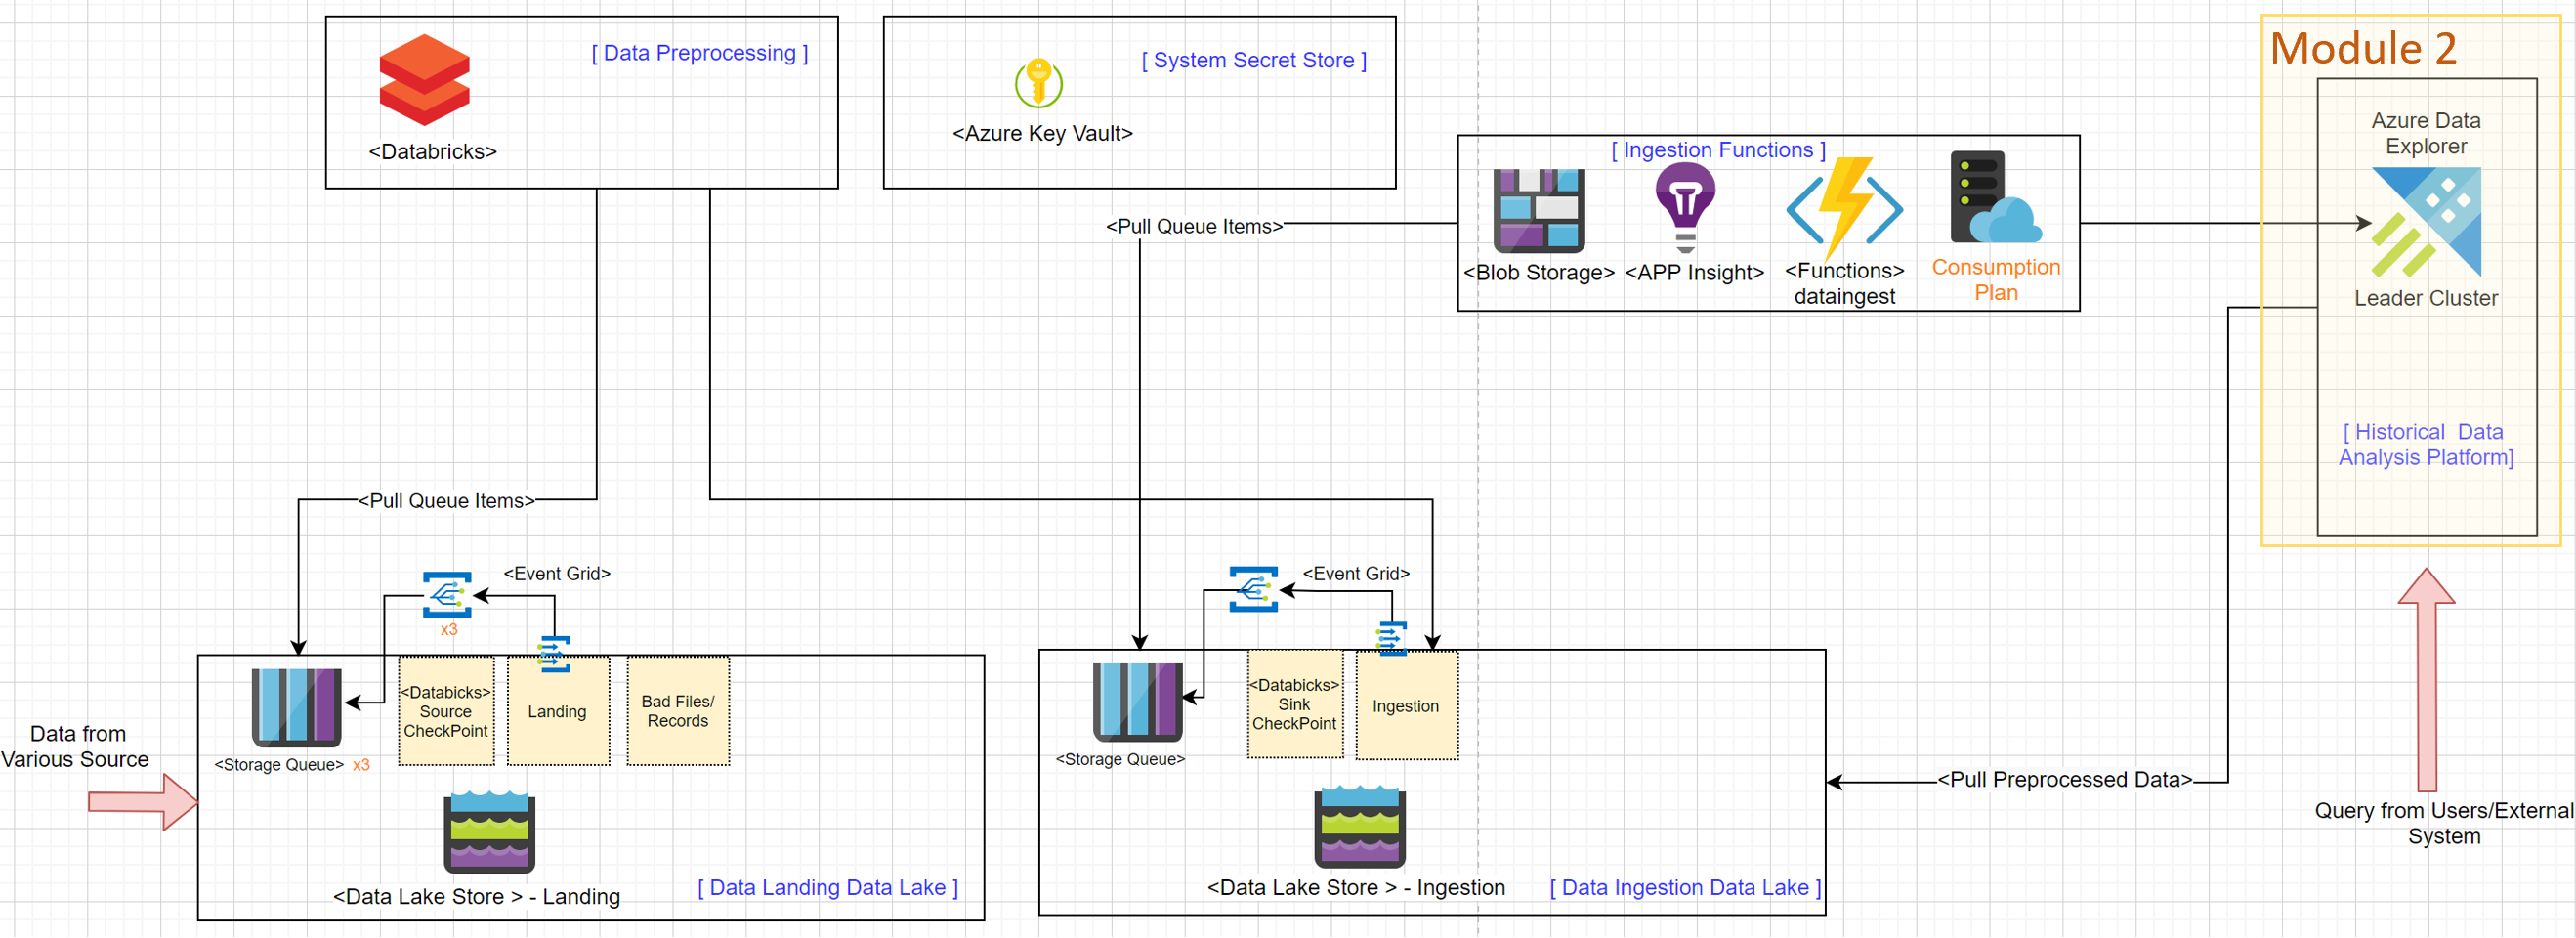 [ Data Preprocessing ]
<Databricks>
[ System Secret Store ]
<Azure Key Vault>
Module 2
Azure Data
Explorer
Leader Cluster
[ Historical  Data
Analysis Platform]
[ Ingestion Functions ]
<Blob Storage>
<APP Insight>
<Functions>
dataingest
Consumption
Plan
<Pull Queue Items>
<Pull Queue Items>
<Event Grid>
x3
<Event Grid>
Data from
Various Source
<Storage Queue>
x3
<Databicks>
Source
CheckPoint
Landing
Bad Files/
Records
<Data Lake Store > - Landing
[ Data Landing Data Lake ]
<Storage Queue>
<Databicks>
Sink
CheckPoint
Ingestion
<Data Lake Store > - Ingestion
[ Data Ingestion Data Lake ]
<Pull Preprocessed Data>
Query from Users/External
System